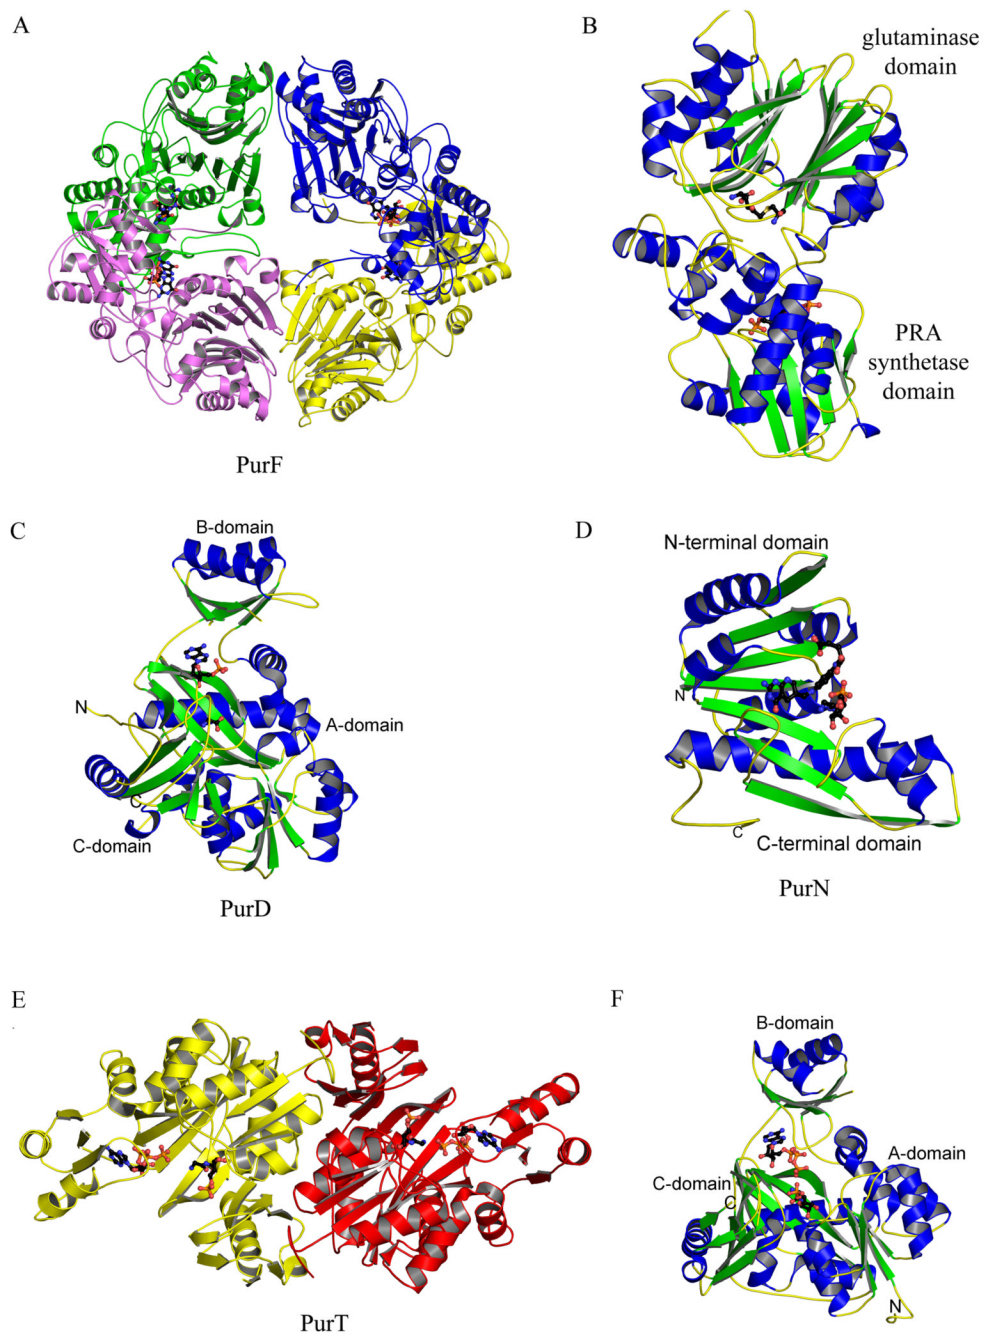 A
B
glutaminase
domain
PRA
synthetase
domain
PurF
C
B-domain
N
A-domain
C
C-domain
PurD
D
N-terminal domain
N
C
C-terminal domain
PurN
E
PurT
F
B-domain
A-domain
C-domain
C
N